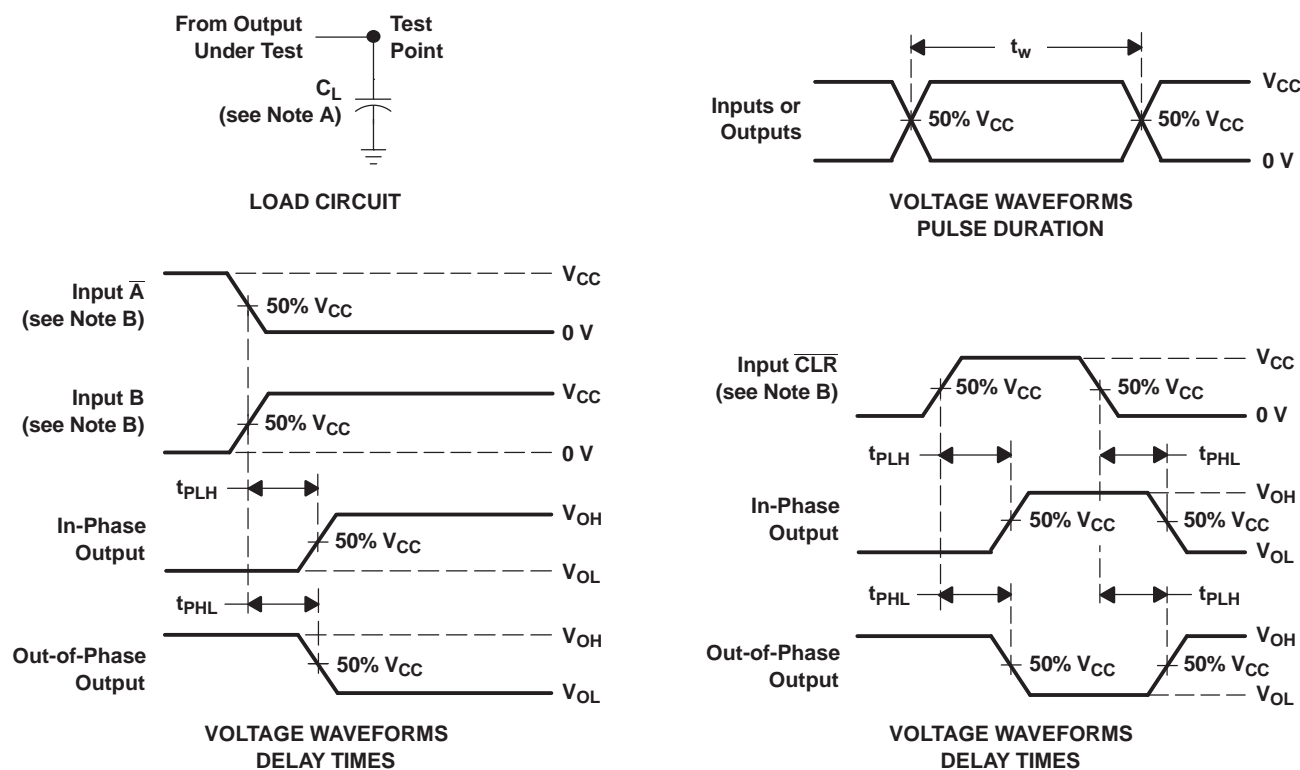 From Output
Under Test
Test
Point
CL
(see Note A)
LOAD CIRCUIT
tw
Inputs or
Outputs
50% VCC
50% VCC
VCC
0 V
VOLTAGE WAVEFORMS
PULSE DURATION
Input A̅
(see Note B)
50% VCC
VCC
0 V
Input B
(see Note B)
50% VCC
VCC
0 V
tPLH
In-Phase
Output
50% VCC
VOH
VOL
tPHL
Out-of-Phase
Output
50% VCC
VOH
VOL
VOLTAGE WAVEFORMS
DELAY TIMES
Input C̅L̅R̅
(see Note B)
50% VCC
50% VCC
VCC
0 V
tPLH
tPHL
In-Phase
Output
50% VCC
50% VCC
VOH
VOL
tPHL
tPLH
Out-of-Phase
Output
50% VCC
50% VCC
VOH
VOL
VOLTAGE WAVEFORMS
DELAY TIMES